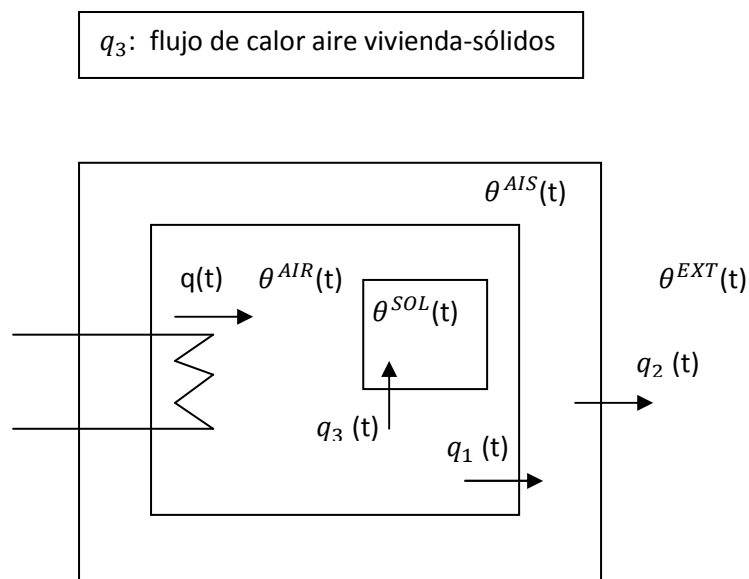 q₃: flujo de calor aire vivienda-sólidos
θ^AIS(t)
q(t)
θ^AIR(t)
θ^EXT(t)
θ^SOL(t)
q₂ (t)
q₃ (t)
q₁ (t)